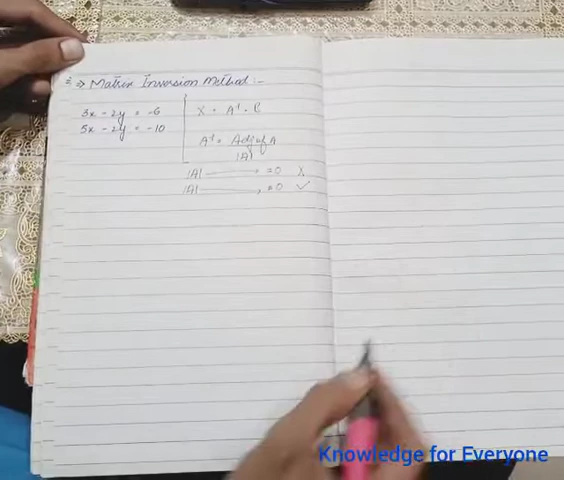 ⇒ Matrix Inversion Method :-
3x - 2y = -6
5x - 2y = -10
X = A⁻¹ · B
A⁻¹ = Adj of A
|A|
|A| = 0 X
|A| = 0 ✓
Knowledge for Everyone